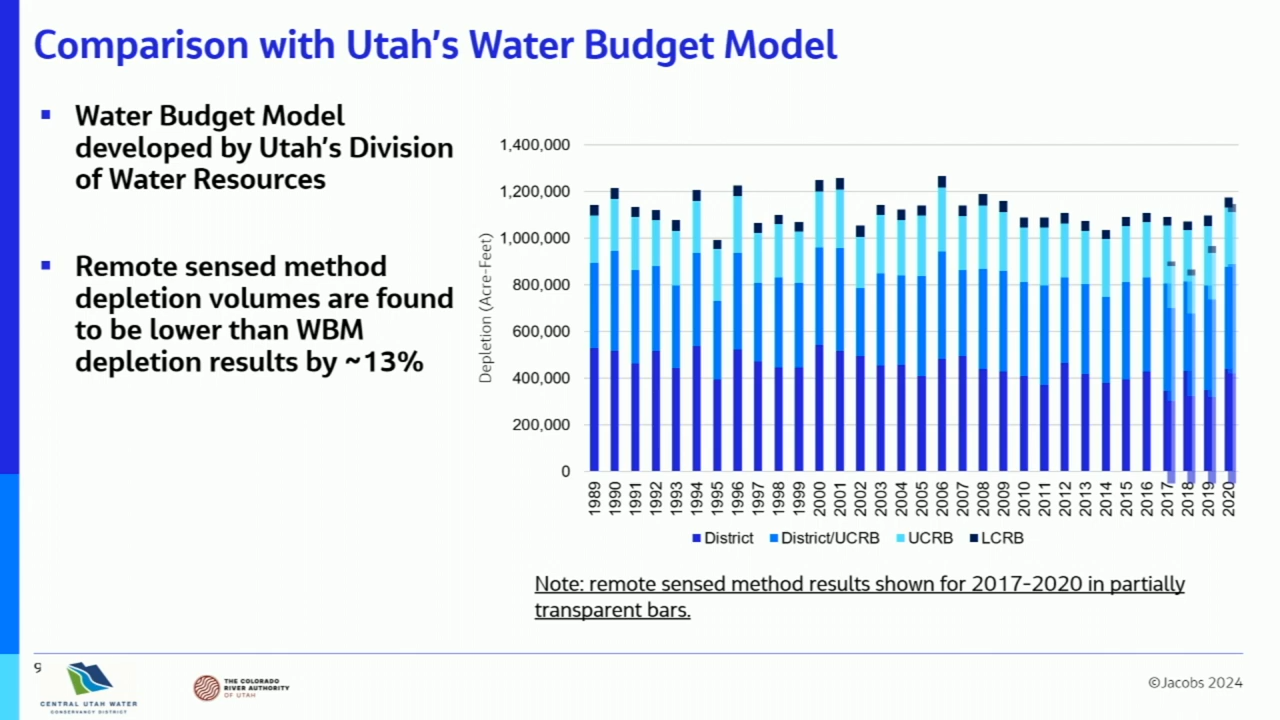 Comparison with Utah's Water Budget Model
▪ Water Budget Model
developed by Utah's Division
of Water Resources
▪ Remote sensed method
depletion volumes are found
to be lower than WBM
depletion results by ~13%
Depletion (Acre-Feet)
1,400,000
1,200,000
1,000,000
800,000
600,000
400,000
200,000
0
1989 1990 1991 1992 1993 1994 1995 1996 1997 1998 1999 2000 2001 2002 2003 2004 2005 2006 2007 2008 2009 2010 2011 2012 2013 2014 2015 2016 2017 2018 2019 2020
District District/UCRB UCRB LCRB
Note: remote sensed method results shown for 2017-2020 in partially
transparent bars.
9
CENTRAL UTAH WATER
CONSERVANCY DISTRICT
THE COLORADO
RIVER AUTHORITY
OF UTAH
©Jacobs 2024